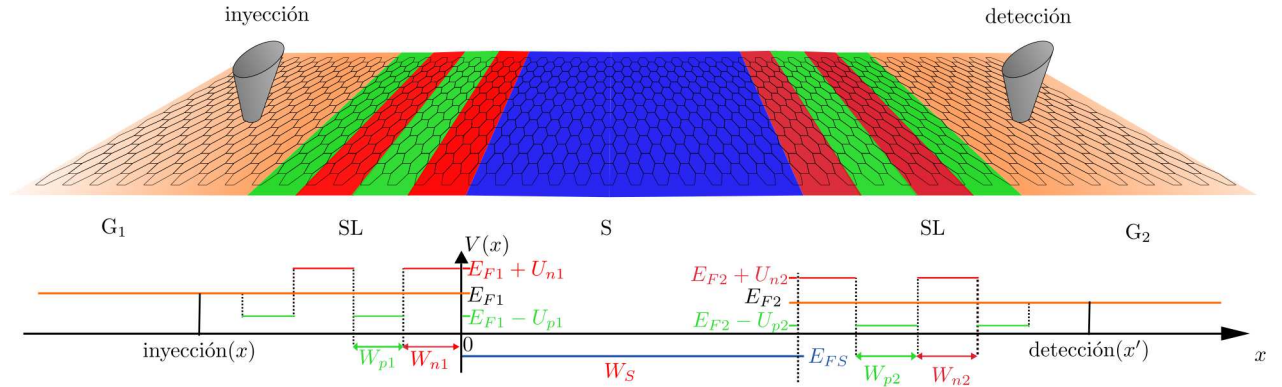 inyección
detección
G₁
SL
S
SL
G₂
V(x)
E_{F1} + U_{n1}
E_{F1}
E_{F1} − U_{p1}
E_{F2} + U_{n2}
E_{F2}
E_{F2} − U_{p2}
inyección(x)
W_{p1}
W_{n1}
0
W_S
E_{FS}
W_{p2}
W_{n2}
detección(x′)
x